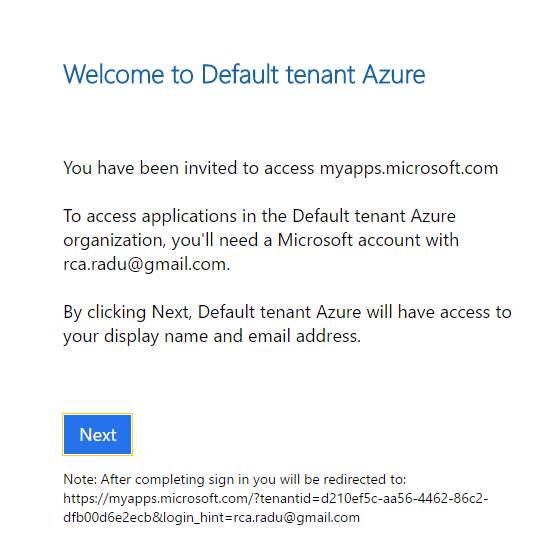 Welcome to Default tenant Azure
You have been invited to access myapps.microsoft.com
To access applications in the Default tenant Azure
organization, you'll need a Microsoft account with
rca.radu@gmail.com.
By clicking Next, Default tenant Azure will have access to
your display name and email address.
Next
Note: After completing sign in you will be redirected to:
https://myapps.microsoft.com/?tenantid=d210ef5c-aa56-4462-86c2-
dfb00d6e2ecb&login_hint=rca.radu@gmail.com